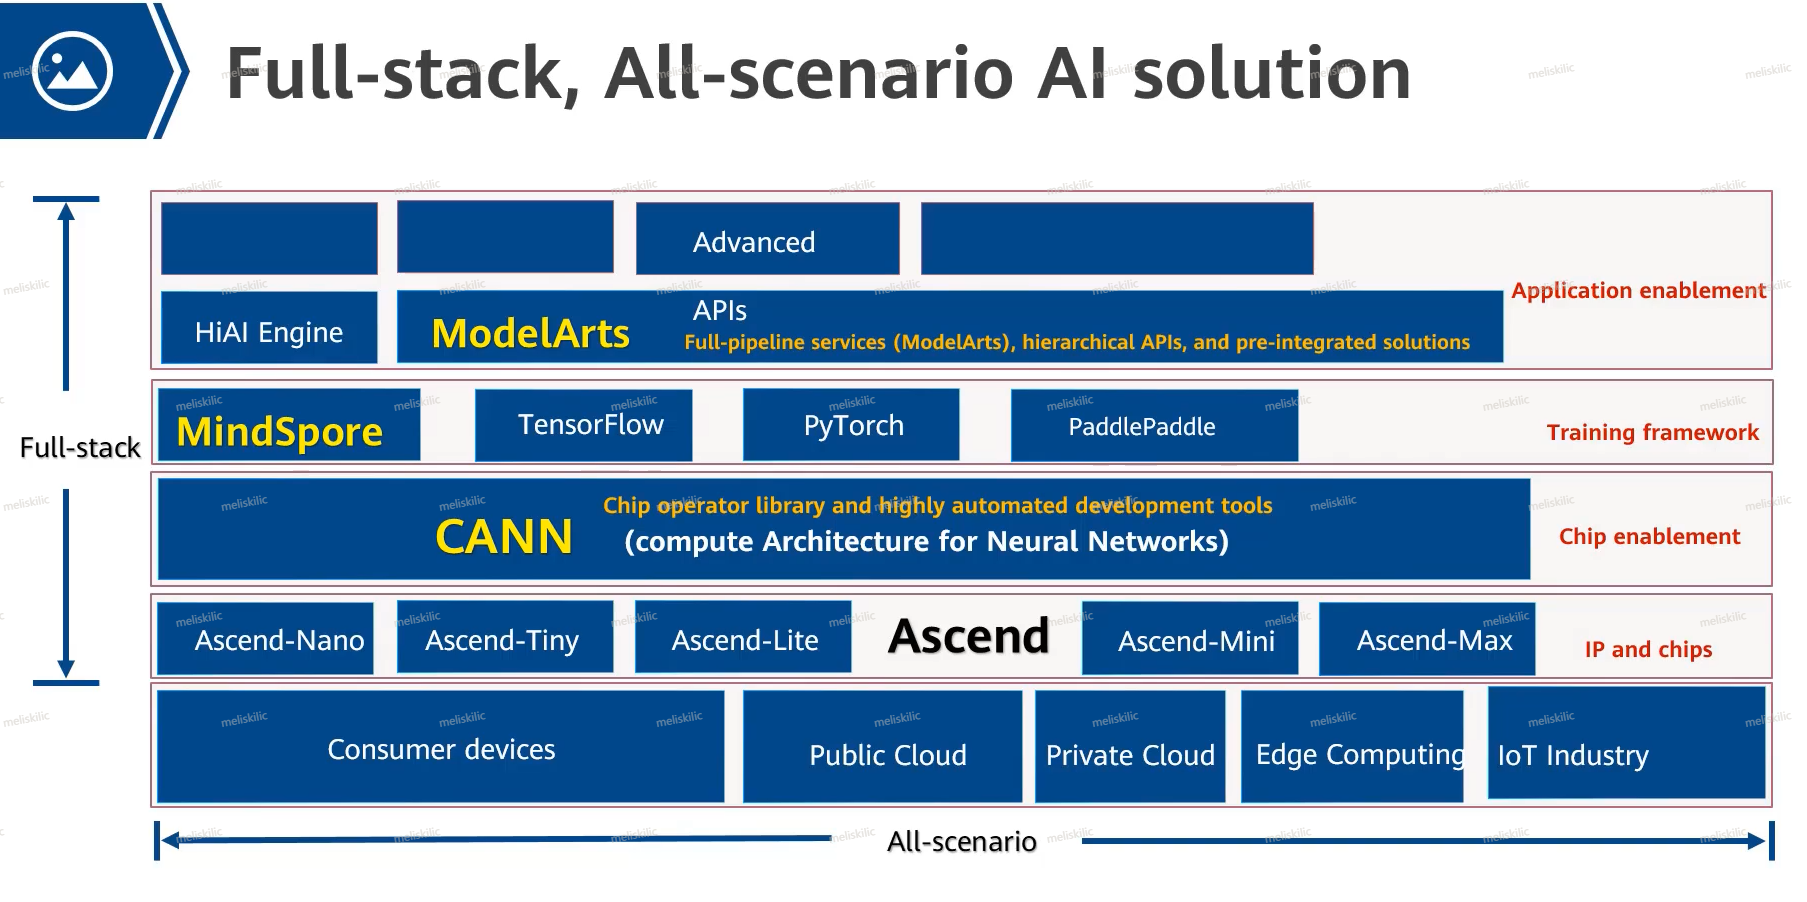 Full-stack, All-scenario AI solution
Advanced
APIs
Application enablement
HiAI Engine
ModelArts
Full-pipeline services (ModelArts), hierarchical APIs, and pre-integrated solutions
MindSpore
TensorFlow
PyTorch
PaddlePaddle
Training framework
Full-stack
Chip operator library and highly automated development tools
CANN
(compute Architecture for Neural Networks)
Chip enablement
Ascend-Nano
Ascend-Tiny
Ascend-Lite
Ascend
Ascend-Mini
Ascend-Max
IP and chips
Consumer devices
Public Cloud
Private Cloud
Edge Computing
IoT Industry
All-scenario
meliskilic